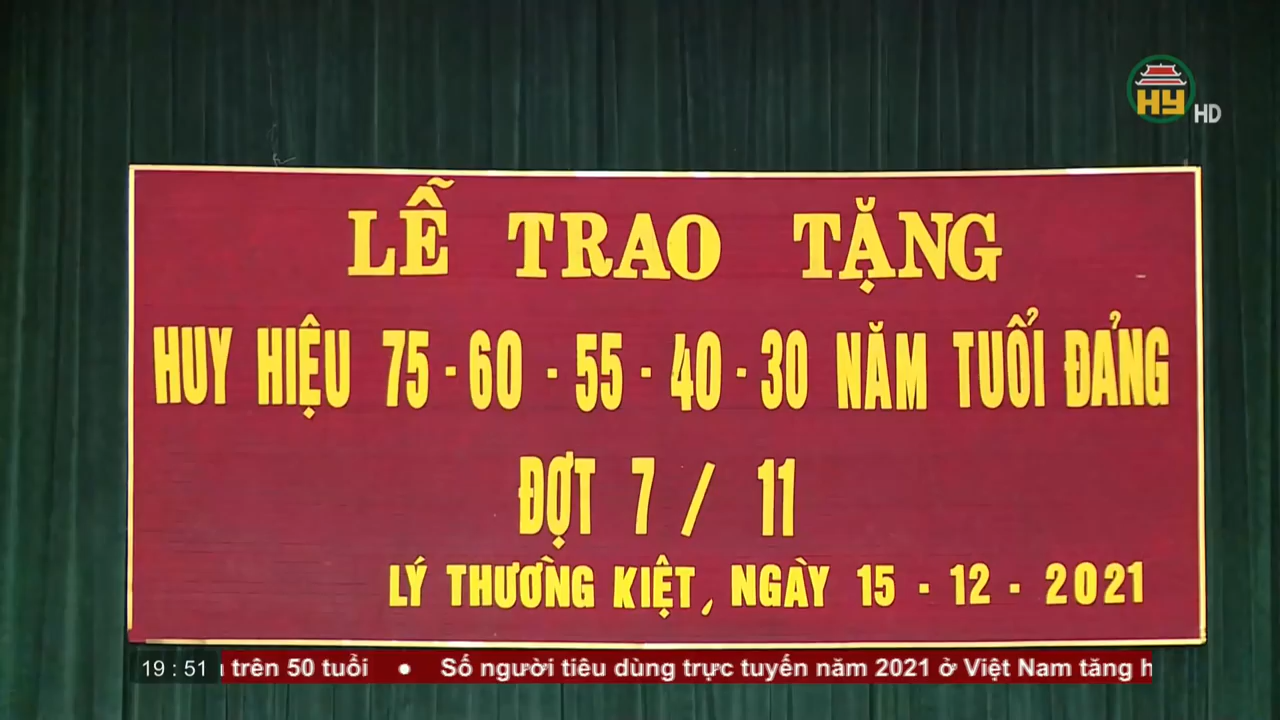 HY HD
LỄ TRAO TẶNG
HUY HIỆU 75 - 60 - 55 - 40 - 30 NĂM TUỔI ĐẢNG
ĐỢT 7 / 11
LÝ THƯỜNG KIỆT, NGÀY 15 - 12 - 2021
19 : 51 trên 50 tuổi • Số người tiêu dùng trực tuyến năm 2021 ở Việt Nam tăng